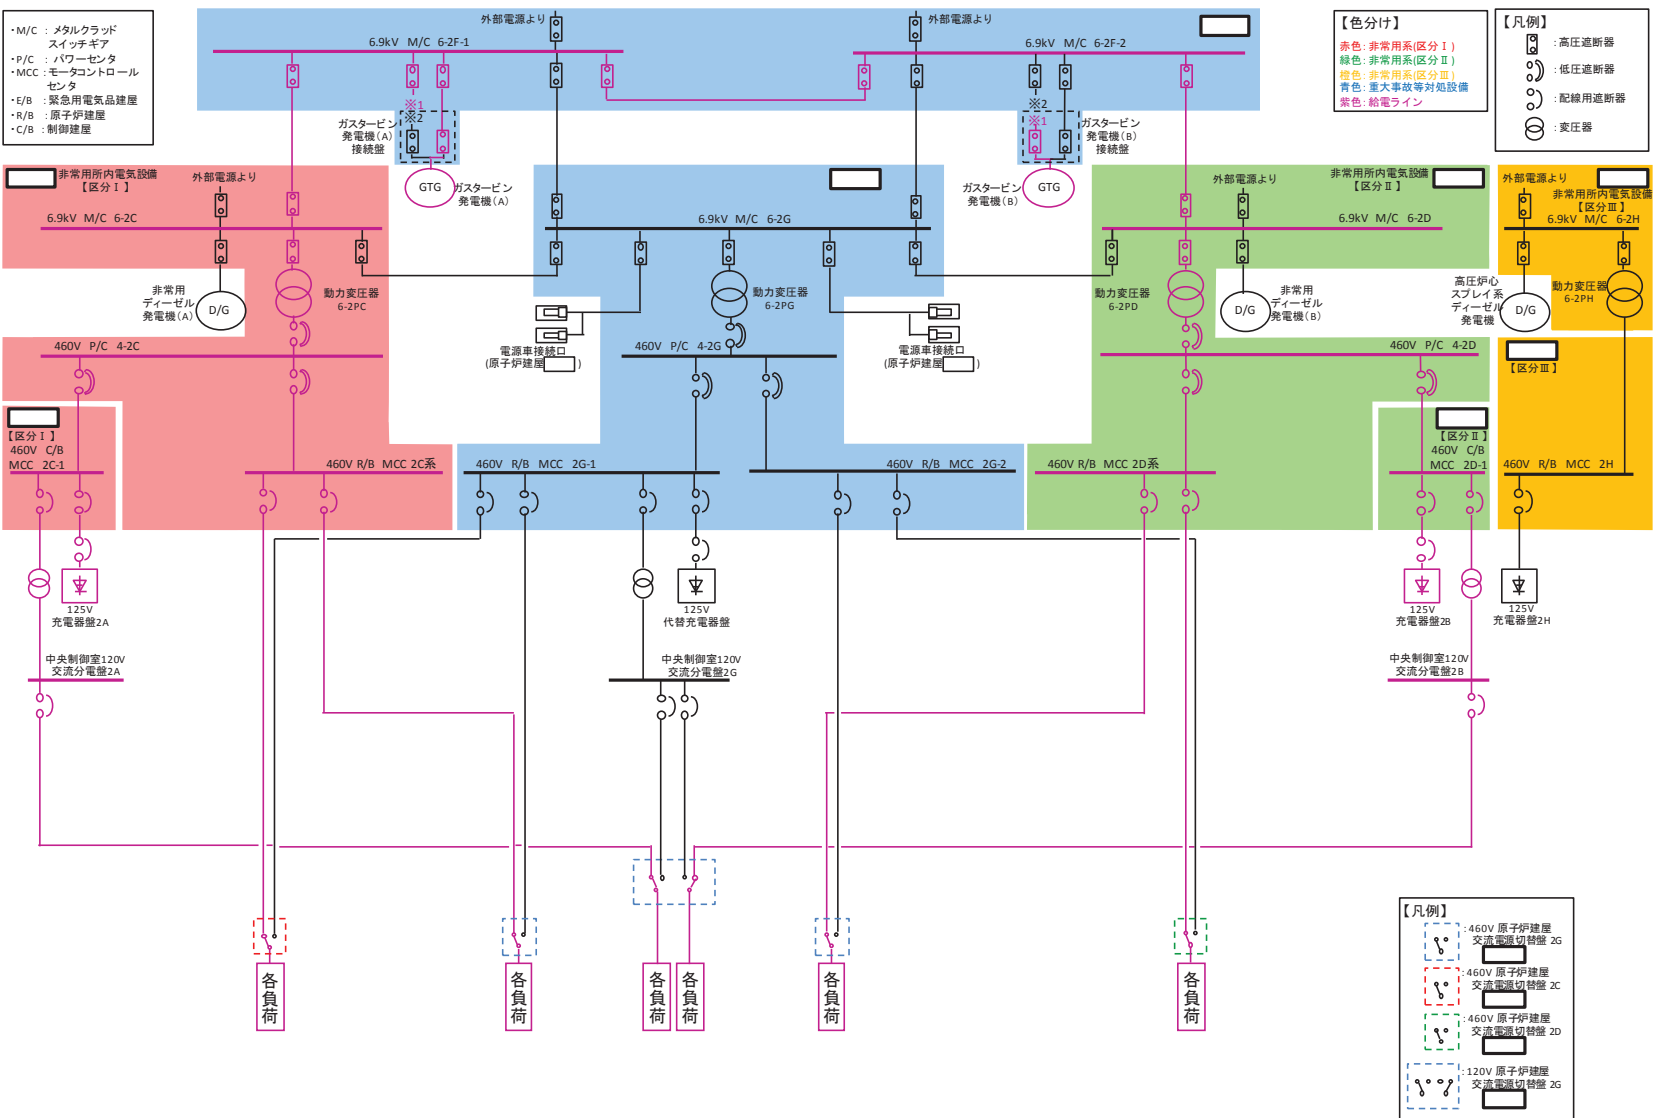 ・M/C ： メタルクラッド
スイッチギア
・P/C ： パワーセンタ
・MCC ：モータコントロール
センタ
・E/B ：緊急用電気品建屋
・R/B ：原子炉建屋
・C/B ：制御建屋
外部電源より
6.9kV M/C 6-2F-1
外部電源より
6.9kV M/C 6-2F-2
【色分け】
赤色：非常用系(区分Ⅰ)
緑色：非常用系(区分Ⅱ)
橙色：非常用系(区分Ⅲ)
青色：重大事故等対処設備
紫色：給電ライン
【凡例】
：高圧遮断器
：低圧遮断器
：配線用遮断器
：変圧器
※1
※2
ガスタービン
発電機(A)
接続盤
GTG
ガスタービン
発電機(A)
※2
※1
ガスタービン
発電機(B)
接続盤
ガスタービン
発電機(B)
GTG
非常用所内電気設備
【区分Ⅰ】
外部電源より
6.9kV M/C 6-2C
非常用
ディーゼル
発電機(A)
D/G
動力変圧器
6-2PC
460V P/C 4-2C
6.9kV M/C 6-2G
動力変圧器
6-2PG
電源車接続口
(原子炉建屋 )
460V P/C 4-2G
電源車接続口
(原子炉建屋 )
外部電源より
非常用所内電気設備
【区分Ⅱ】
6.9kV M/C 6-2D
動力変圧器
6-2PD
D/G
非常用
ディーゼル
発電機(B)
460V P/C 4-2D
外部電源より
非常用所内電気設備
【区分Ⅲ】
6.9kV M/C 6-2H
高圧炉心
スプレイ系
ディーゼル
発電機
D/G
動力変圧器
6-2PH
【区分Ⅲ】
【区分Ⅰ】
460V C/B
MCC 2C-1
460V R/B MCC 2C系
460V R/B MCC 2G-1
460V R/B MCC 2G-2
460V R/B MCC 2D系
【区分Ⅱ】
460V C/B
MCC 2D-1
460V R/B MCC 2H
125V
充電器盤2A
125V
代替充電器盤
125V
充電器盤2B
125V
充電器盤2H
中央制御室120V
交流分電盤2A
中央制御室120V
交流分電盤2G
中央制御室120V
交流分電盤2B
各負荷
各負荷
各負荷
各負荷
各負荷
各負荷
【凡例】
：460V 原子炉建屋
交流電源切替盤 2G
：460V 原子炉建屋
交流電源切替盤 2C
：460V 原子炉建屋
交流電源切替盤 2D
：120V 原子炉建屋
交流電源切替盤 2G